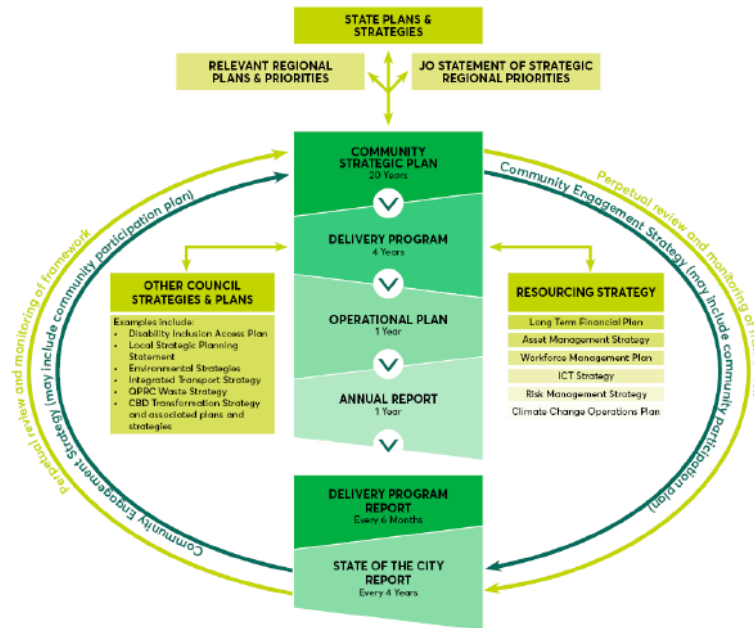 STATE PLANS &
STRATEGIES
RELEVANT REGIONAL
PLANS & PRIORITIES
JO STATEMENT OF STRATEGIC
REGIONAL PRIORITIES
COMMUNITY
STRATEGIC PLAN
20 Years
DELIVERY PROGRAM
4 Years
OPERATIONAL PLAN
1 Year
ANNUAL REPORT
1 Year
DELIVERY PROGRAM
REPORT
Every 6 Months
STATE OF THE CITY
REPORT
Every 4 Years
OTHER COUNCIL
STRATEGIES & PLANS
Examples include:
• Disability Inclusion Access Plan
• Local Strategic Planning
Statement
• Environmental Strategies
• Integrated Transport Strategy
• QPRC Waste Strategy
• CBD Transformation Strategy
and associated plans and
strategies
RESOURCING STRATEGY
Long Term Financial Plan
Asset Management Strategy
Workforce Management Plan
ICT Strategy
Risk Management Strategy
Climate Change Operations Plan
Perpetual review and monitoring of framework
Community Engagement Strategy (may include community participation plan)
Community Engagement Strategy (may include community participation plan)
Perpetual review and monitoring of